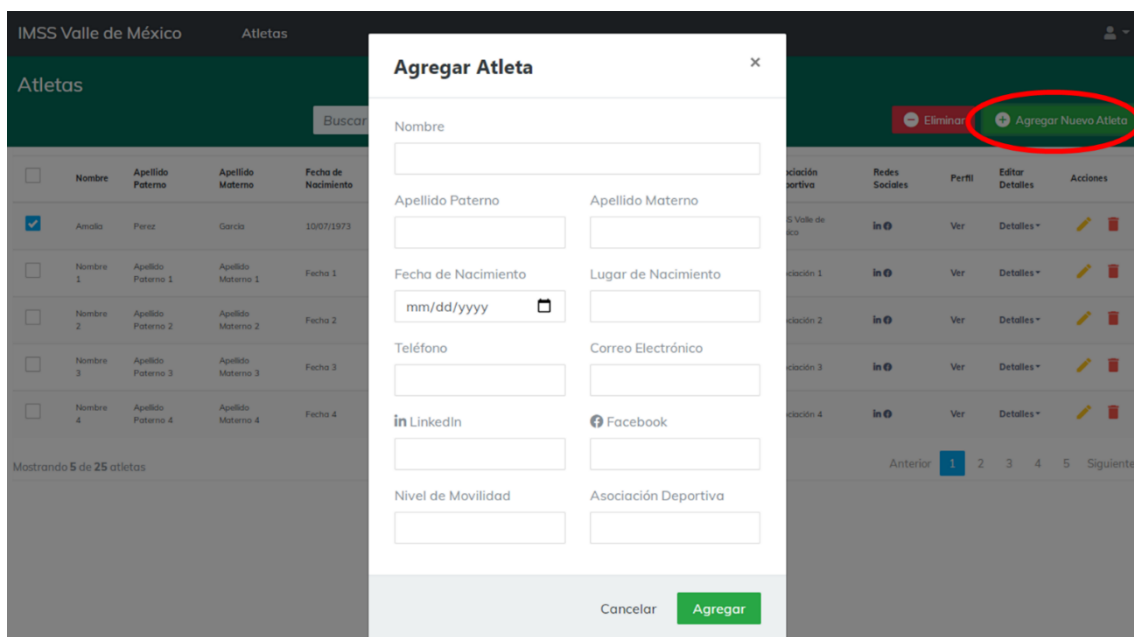 IMSS Valle de México
Atletas
Atletas
Buscar
Eliminar
Agregar Nuevo Atleta
Nombre
Apellido Paterno
Apellido Materno
Fecha de Nacimiento
Redes Sociales
Perfil
Editar Detalles
Acciones
Amalia Perez Garcia 10/07/1973 Ver Detalles
Nombre 1 Apellido Paterno 1 Apellido Materno 1 Fecha 1 Ver Detalles
Nombre 2 Apellido Paterno 2 Apellido Materno 2 Fecha 2 Ver Detalles
Nombre 3 Apellido Paterno 3 Apellido Materno 3 Fecha 3 Ver Detalles
Nombre 4 Apellido Paterno 4 Apellido Materno 4 Fecha 4 Ver Detalles
Mostrando 5 de 25 atletas
Anterior 1 2 3 4 5 Siguiente
Agregar Atleta ×
Nombre
Apellido Paterno Apellido Materno
Fecha de Nacimiento Lugar de Nacimiento
mm/dd/yyyy
Teléfono Correo Electrónico
in LinkedIn Facebook
Nivel de Movilidad Asociación Deportiva
Cancelar Agregar